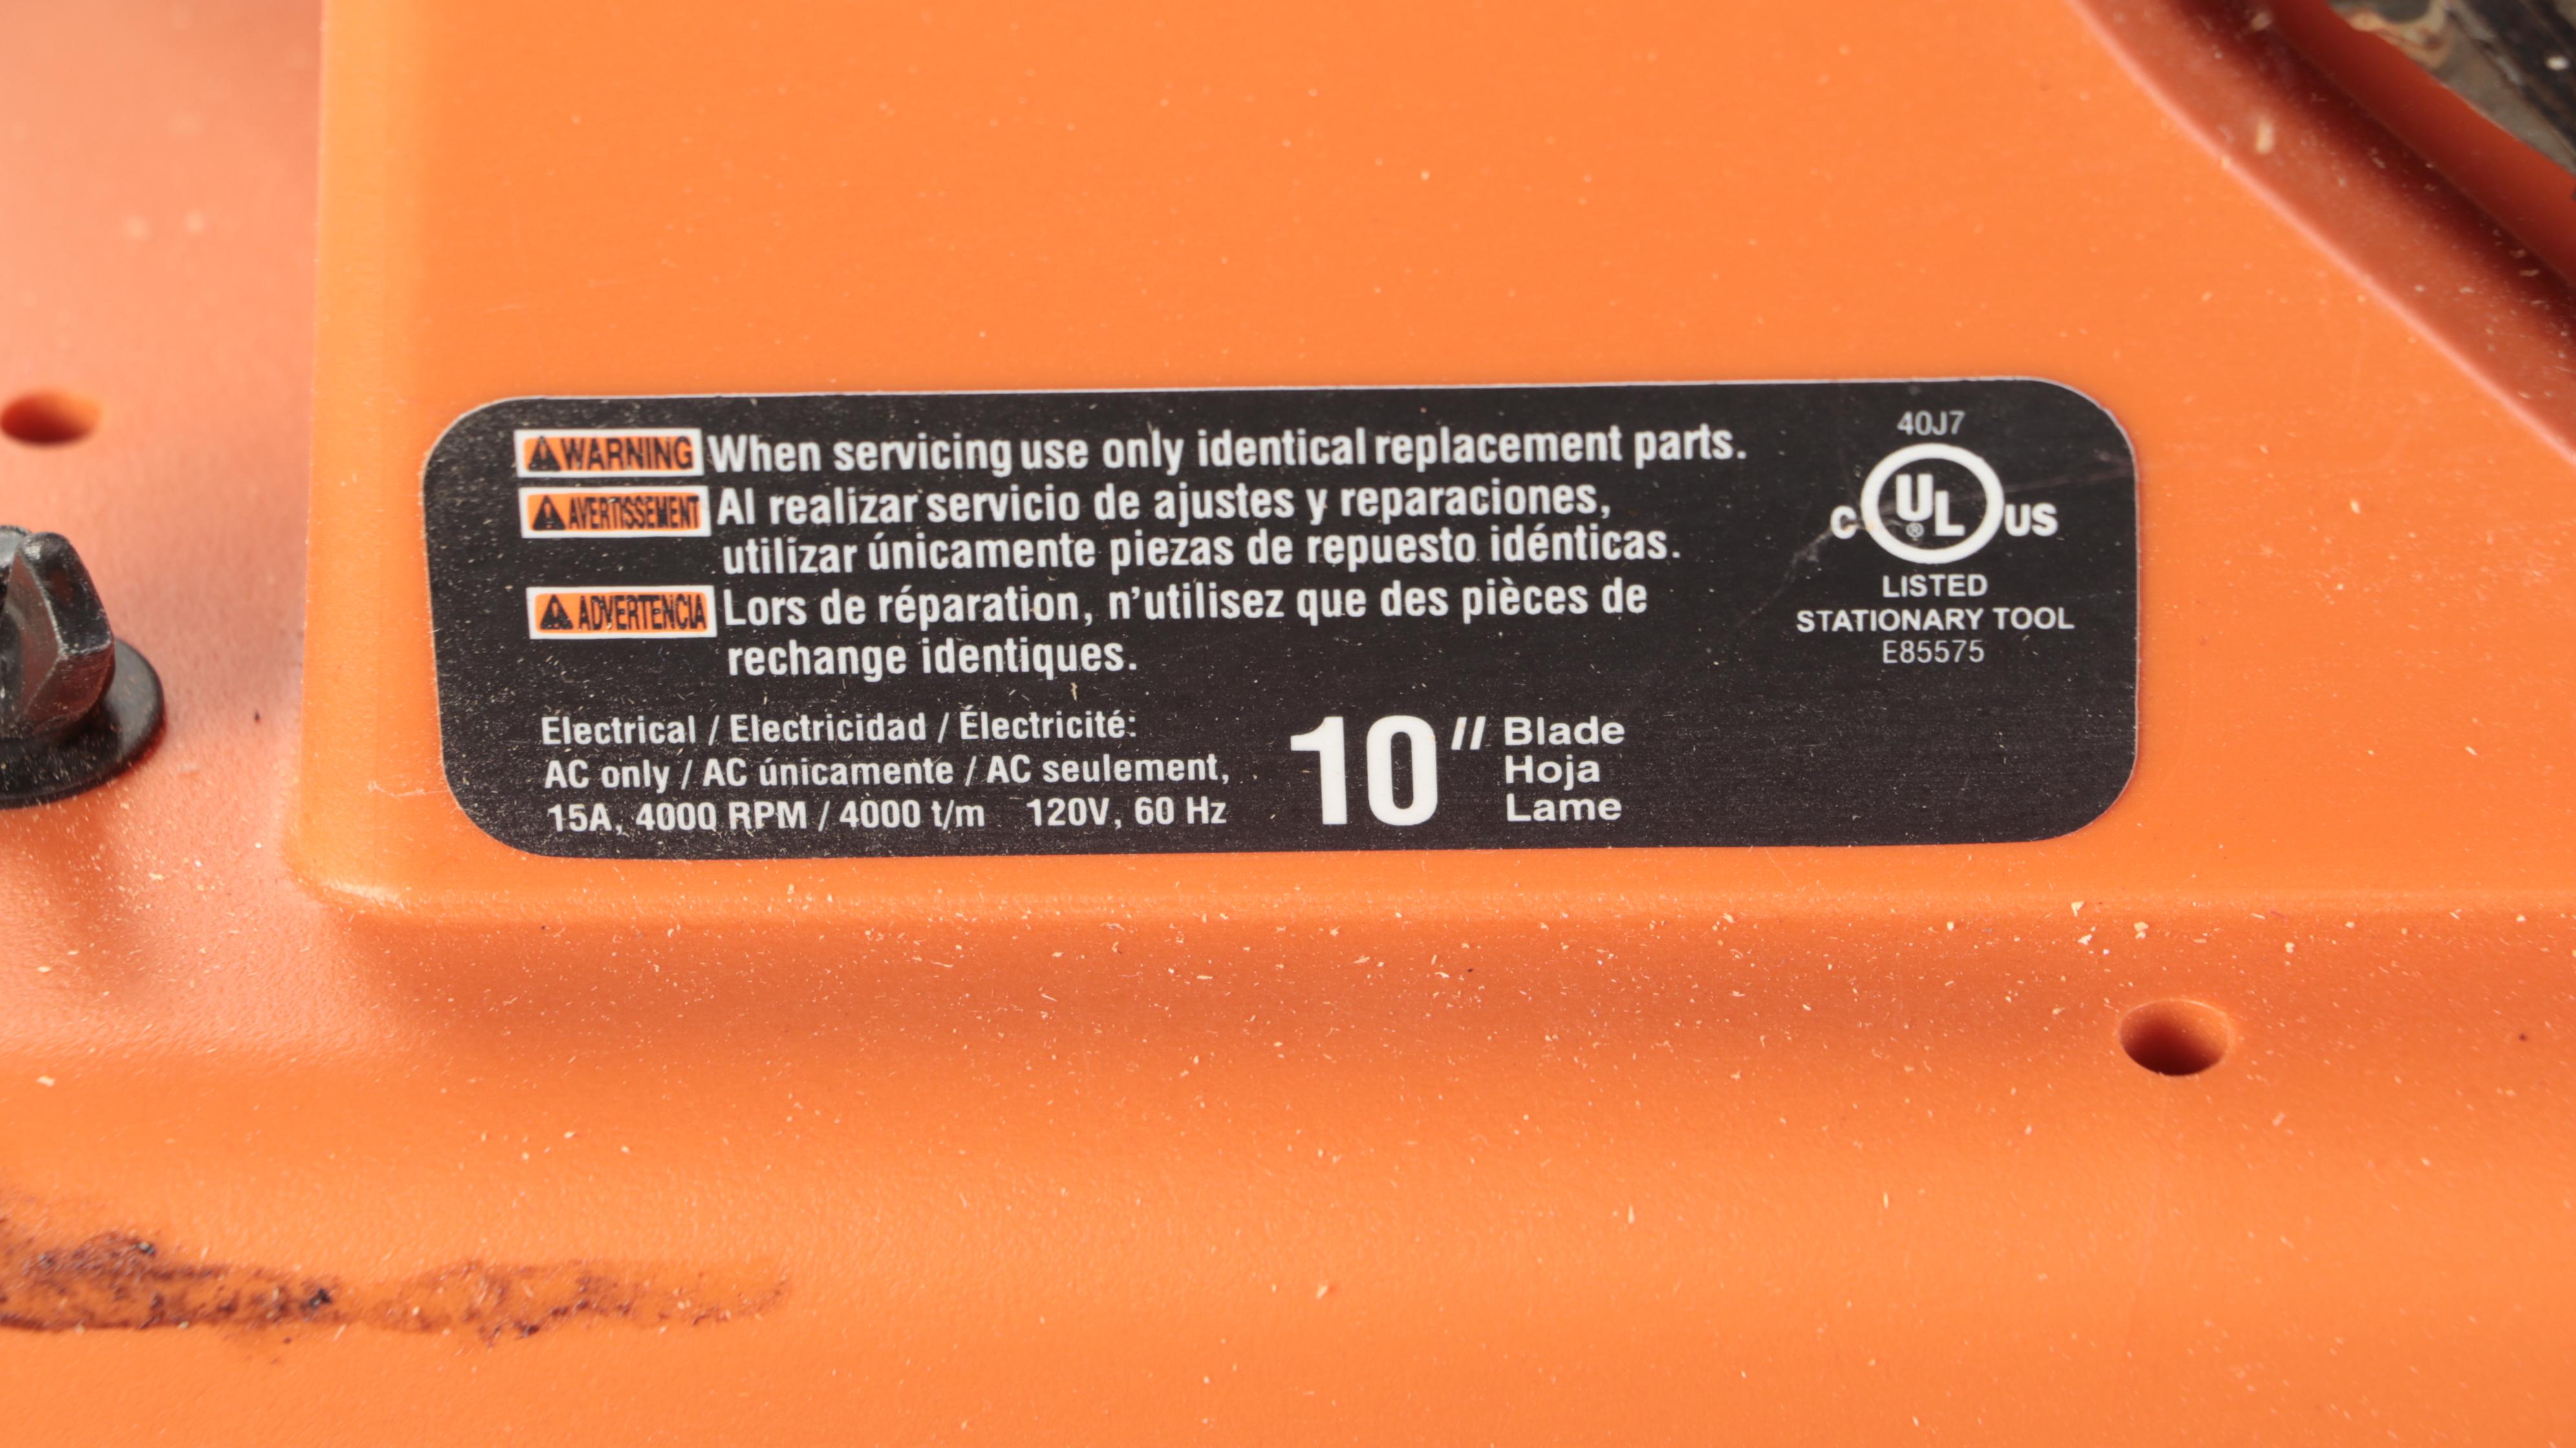 WARNING When servicing use only identical replacement parts.
AVERTISSEMENT Al realizar servicio de ajustes y reparaciones,
utilizar únicamente piezas de repuesto idénticas.
ADVERTENCIA Lors de réparation, n'utilisez que des pièces de
rechange identiques.
Electrical / Electricidad / Électricité:
AC only / AC únicamente / AC seulement,
15A, 4000 RPM / 4000 t/m 120V, 60 Hz
10" Blade
Hoja
Lame
40J7
C UL ® US
LISTED
STATIONARY TOOL
E85575